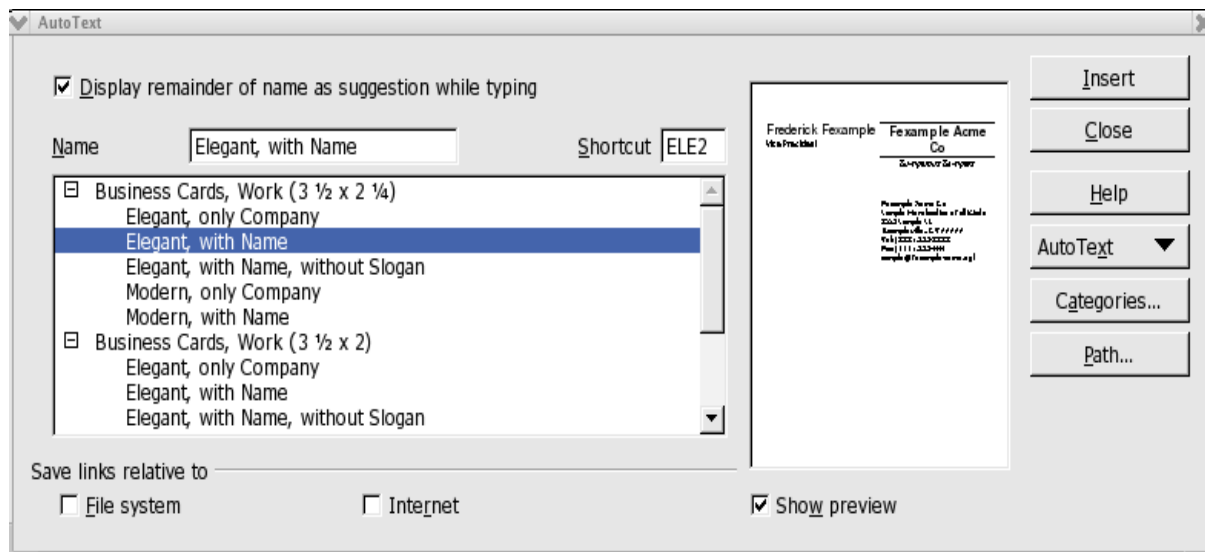 AutoText
Display remainder of name as suggestion while typing
Name Elegant, with Name Shortcut ELE2
Business Cards, Work (3 ½ x 2 ¼)
Elegant, only Company
Elegant, with Name
Elegant, with Name, without Slogan
Modern, only Company
Modern, with Name
Business Cards, Work (3 ½ x 2)
Elegant, only Company
Elegant, with Name
Elegant, with Name, without Slogan
Save links relative to
File system Internet Show preview
Frederick Fexample
Vice President
Fexample Acme
Co
Insert
Close
Help
AutoText
Categories...
Path...